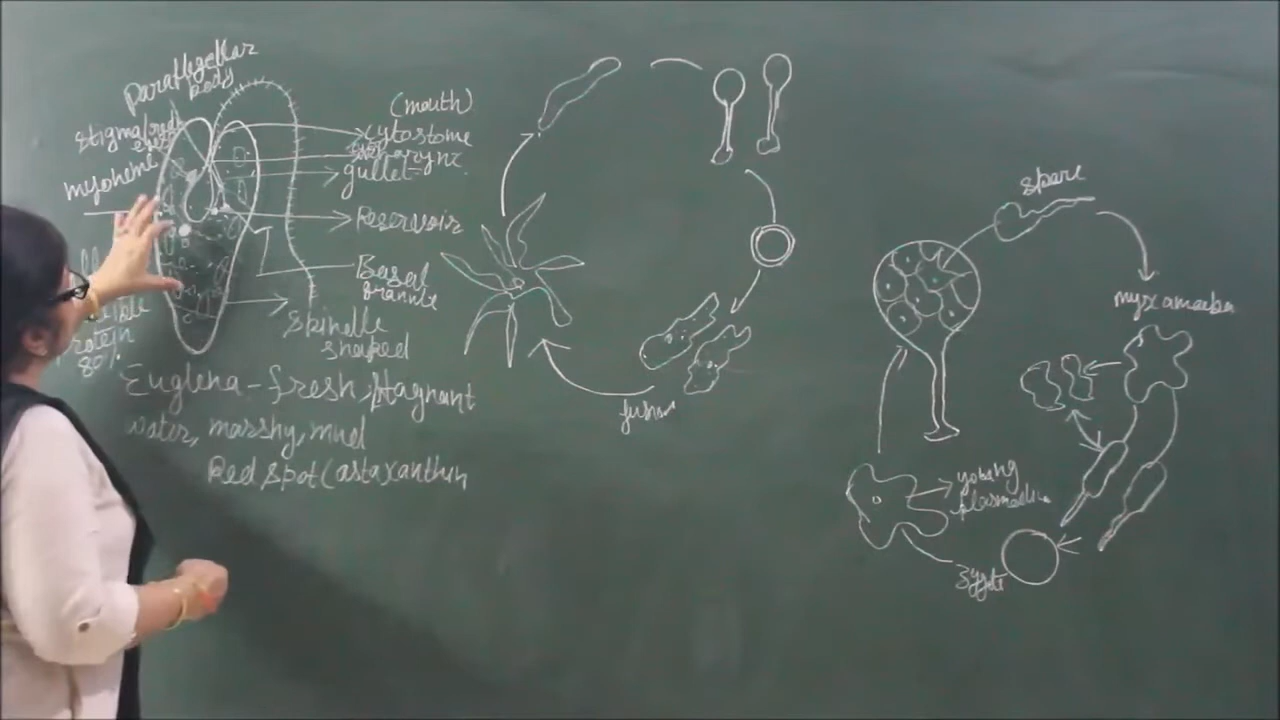 Paraflagellar
body
Stigma/red
eye
myoneme
(mouth)
Cytostome
gullet
Reservoir
Basal
granule
Spindle
shaped
protein
80%
Euglena - fresh, stagnant
water, marshy, mud
Red spot (astaxanthin
fusion
spore
myxamoeba
young
zygote